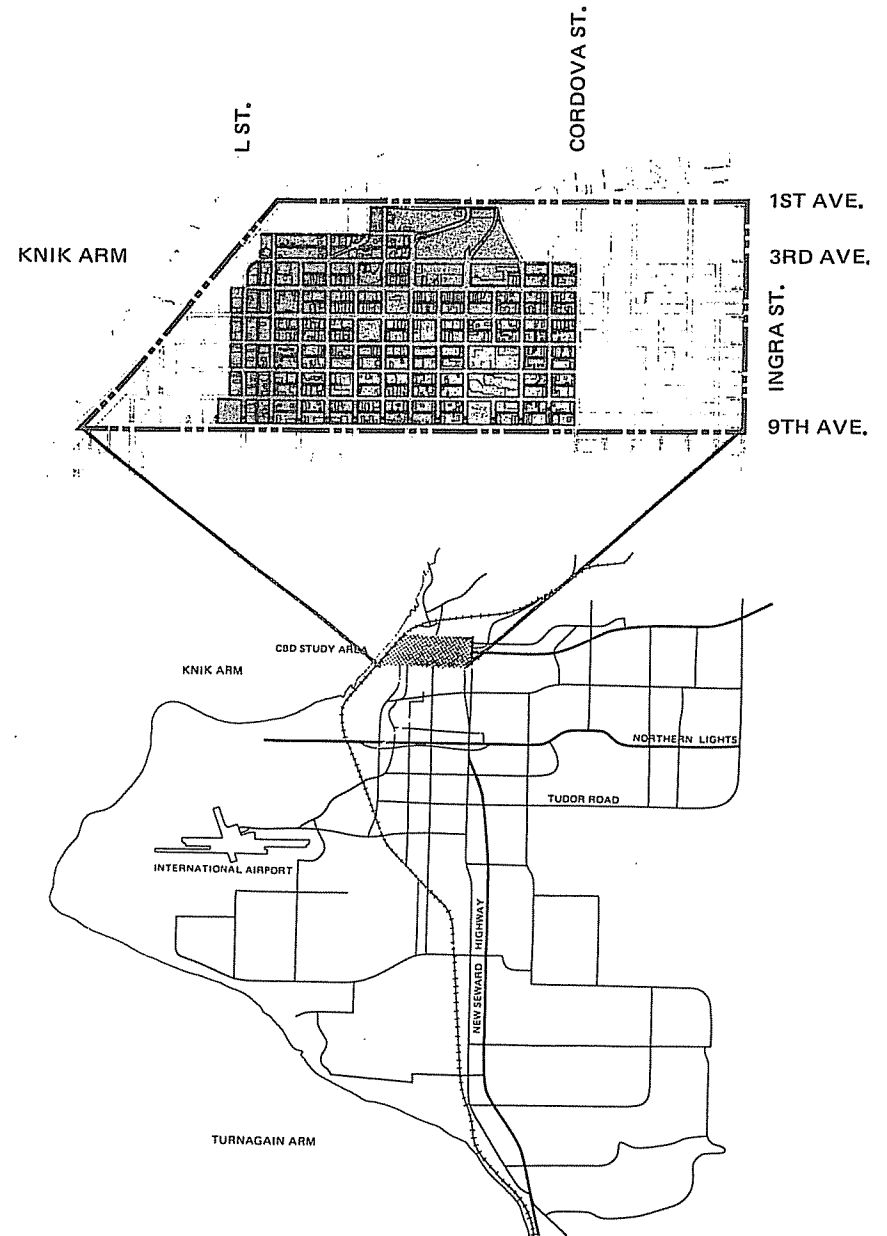 L ST.
CORDOVA ST.
1ST AVE.
KNIK ARM
3RD AVE.
INGRA ST.
9TH AVE.
CBD STUDY AREA
KNIK ARM
NORTHERN LIGHTS
TUDOR ROAD
INTERNATIONAL AIRPORT
NEW SEWARD HIGHWAY
TURNAGAIN ARM